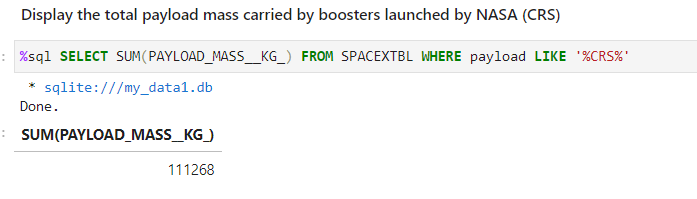 Display the total payload mass carried by boosters launched by NASA (CRS)
: %sql SELECT SUM(PAYLOAD_MASS__KG_) FROM SPACEXTBL WHERE payload LIKE '%CRS%'
* sqlite:///my_data1.db
Done.
: SUM(PAYLOAD_MASS__KG_)
111268